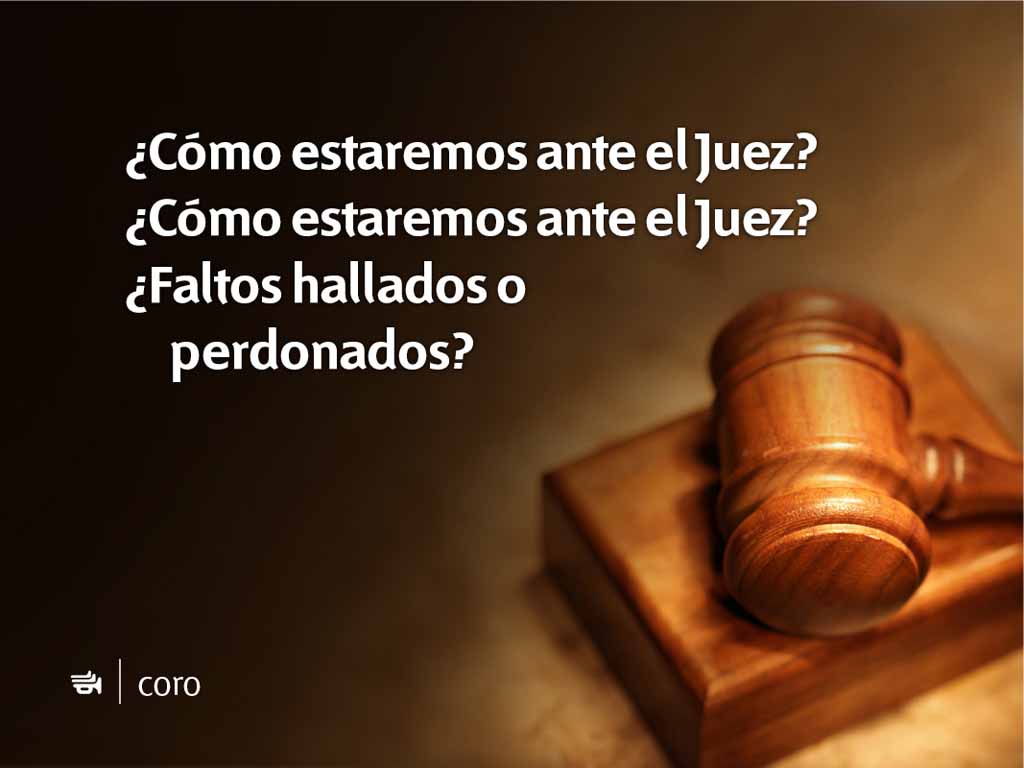 ¿Cómo estaremos ante el Juez?
¿Cómo estaremos ante el Juez?
¿Faltos hallados o
perdonados?
coro